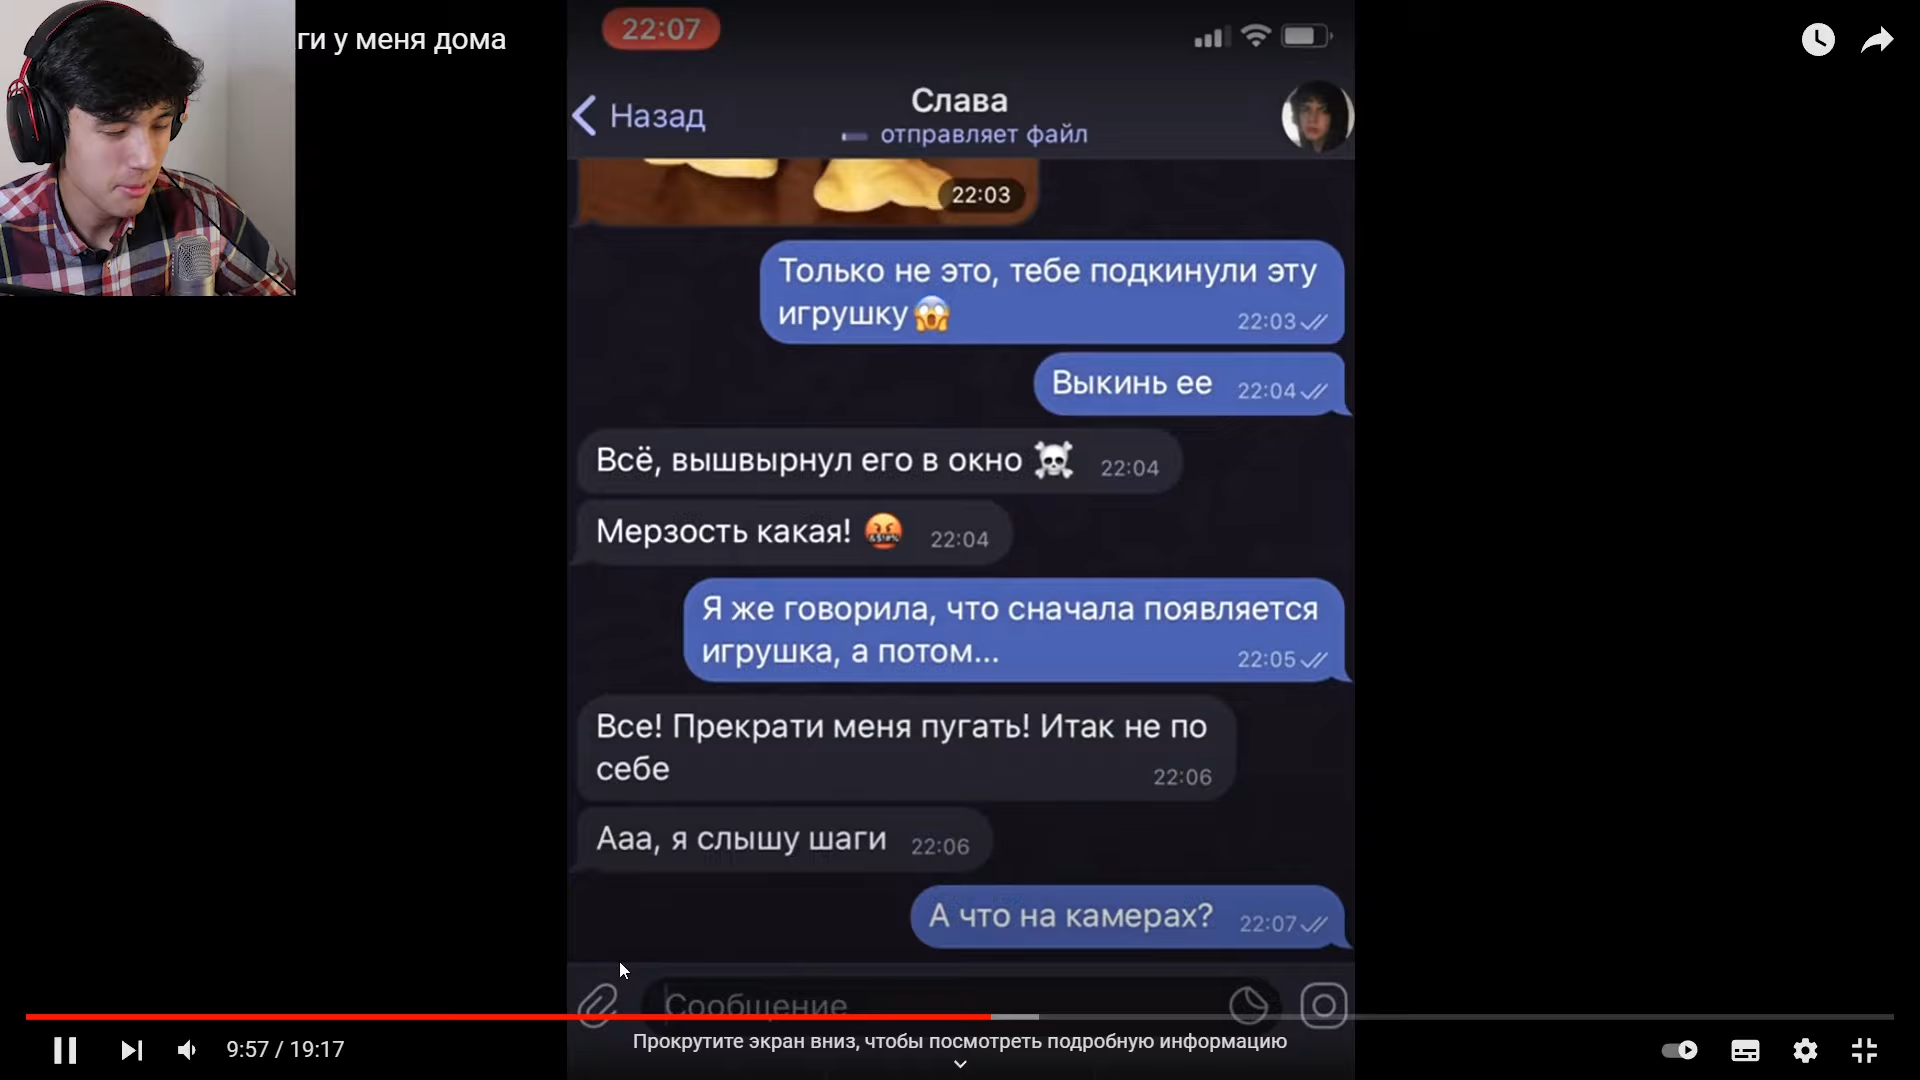 ги у меня дома
22:07
Назад
Слава
отправляет файл
22:03
Только не это, тебе подкинули эту
игрушку😱
22:03
Выкинь ее 22:04
Всё, вышвырнул его в окно ☠️ 22:04
Мерзость какая! 🤬 22:04
Я же говорила, что сначала появляется
игрушка, а потом...
22:05
Все! Прекрати меня пугать! Итак не по
себе
22:06
Ааа, я слышу шаги 22:06
А что на камерах? 22:07
Сообщение
Прокрутите экран вниз, чтобы посмотреть подробную информацию
9:57 / 19:17